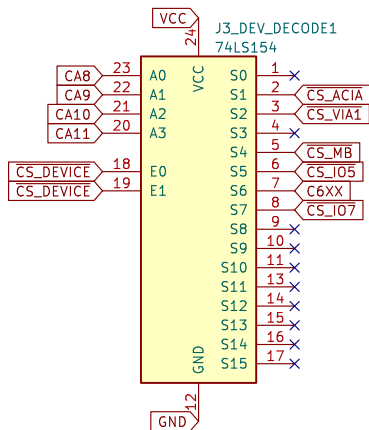 VCC
24
J3_DEV_DECODE1
74LS154
CA8 23 A0 VCC S0 1
CA9 22 A1 S1 2 CS_ACIA
CA10 21 A2 S2 3 CS_VIA1
CA11 20 A3 S3 4
S4 5 CS_MB
CS_DEVICE 18 E0 S5 6 CS_IO5
CS_DEVICE 19 E1 S6 7 C6XX
S7 8 CS_IO7
S8 9
S9 10
S10 11
S11 13
S12 14
S13 15
S14 16
GND S15 17
12
GND